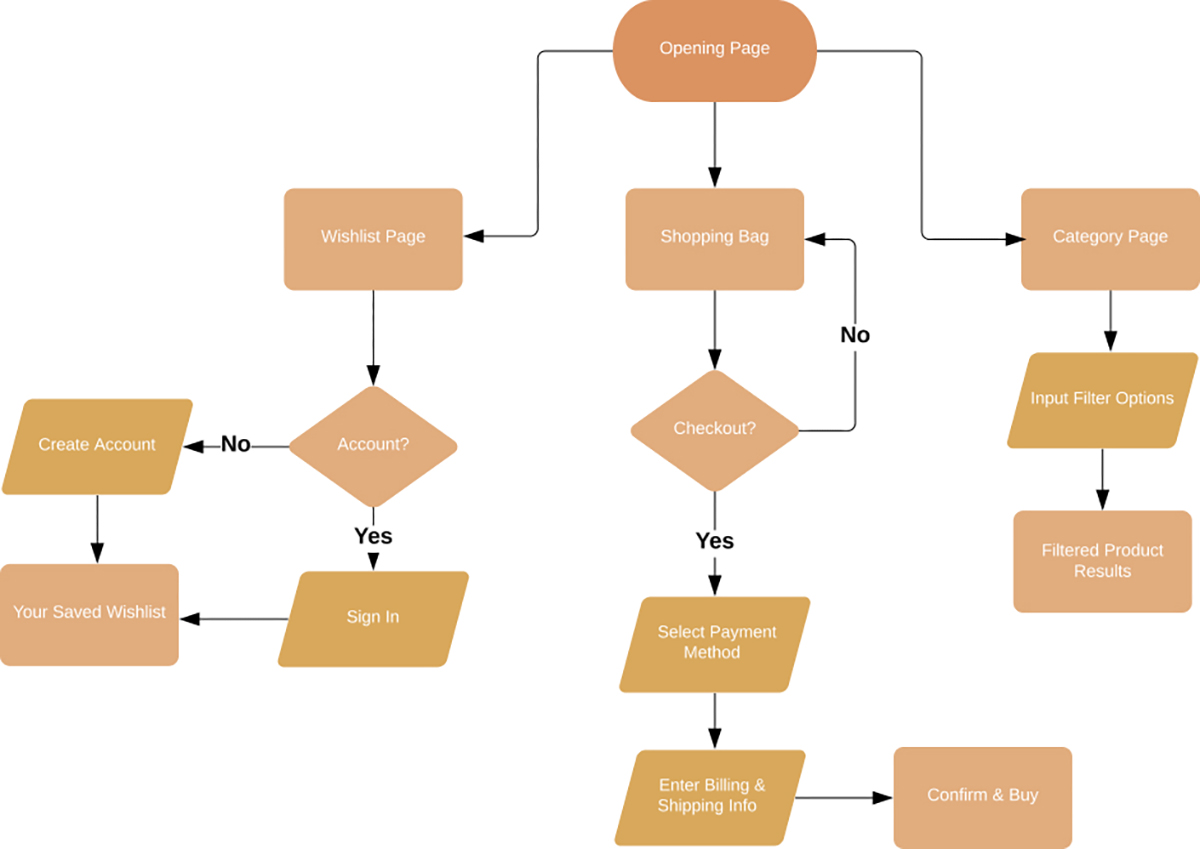 Opening Page
Wishlist Page
Shopping Bag
Category Page
No
Input Filter Options
Create Account
No
Account?
Checkout?
Yes
Yes
Filtered Product
Results
Your Saved Wishlist
Sign In
Select Payment
Method
Enter Billing &
Shipping Info
Confirm & Buy